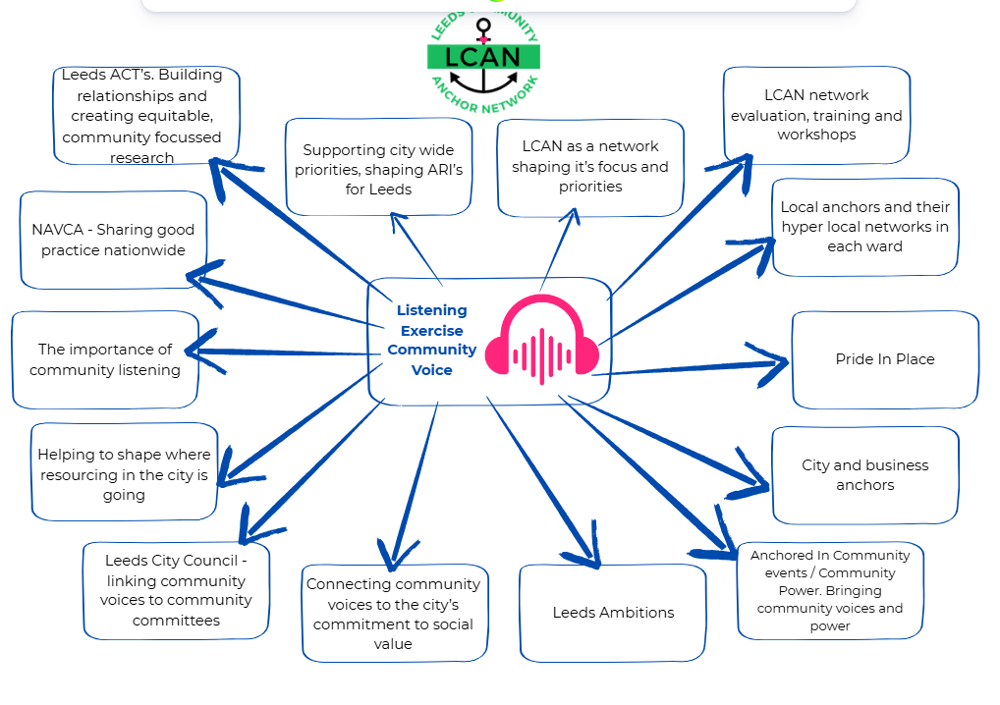 LEEDS COMMUNITY
LCAN
ANCHOR NETWORK
Leeds ACT's. Building
relationships and
creating equitable,
community focussed
research
Supporting city wide
priorities, shaping ARI's
for Leeds
LCAN as a network
shaping it's focus and
priorities
LCAN network
evaluation, training and
workshops
NAVCA - Sharing good
practice nationwide
Local anchors and their
hyper local networks in
each ward
Listening
Exercise
Community
Voice
The importance of
community listening
Pride In Place
Helping to shape where
resourcing in the city is
going
City and business
anchors
Leeds City Council -
linking community
voices to community
committees
Connecting community
voices to the city's
commitment to social
value
Leeds Ambitions
Anchored In Community
events / Community
Power. Bringing
community voices and
power